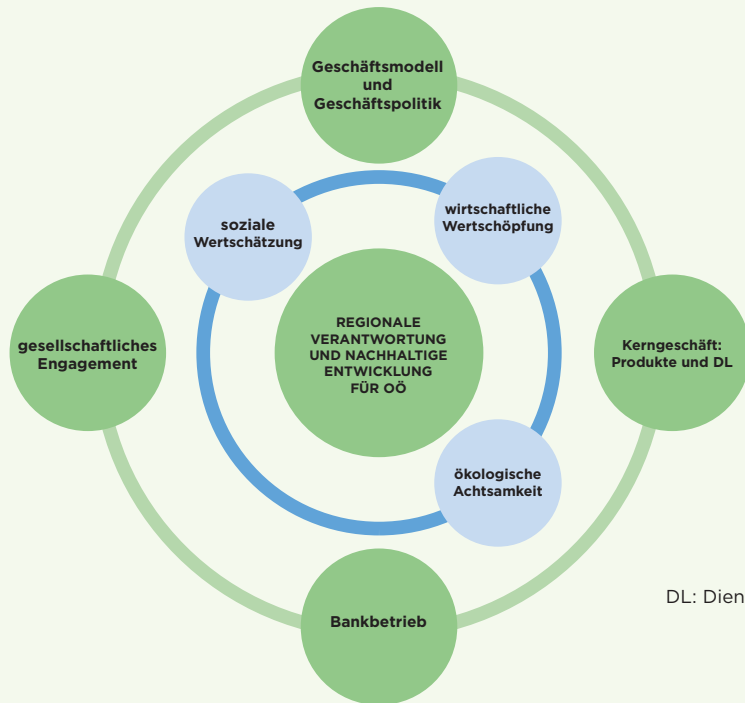 Geschäftsmodell
und
Geschäftspolitik
soziale
Wertschätzung
wirtschaftliche
Wertschöpfung
gesellschaftliches
Engagement
REGIONALE
VERANTWORTUNG
UND NACHHALTIGE
ENTWICKLUNG
FÜR OÖ
Kerngeschäft:
Produkte und DL
ökologische
Achtsamkeit
Bankbetrieb
DL: Dien